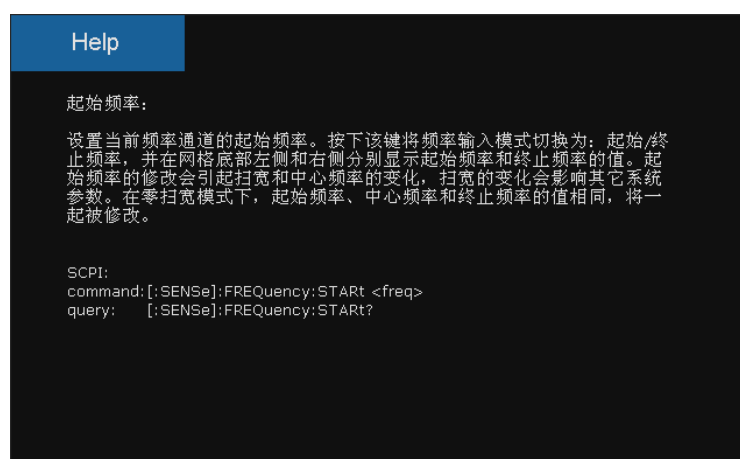 Help
起始频率：
设置当前频率通道的起始频率。按下该键将频率输入模式切换为：起始/终
止频率，并在网格底部左侧和右侧分别显示起始频率和终止频率的值。起
始频率的修改会引起扫宽和中心频率的变化，扫宽的变化会影响其它系统
参数。在零扫宽模式下，起始频率、中心频率和终止频率的值相同，将一
起被修改。
SCPI:
command:[:SENSe]:FREQuency:STARt <freq>
query: [:SENSe]:FREQuency:STARt?